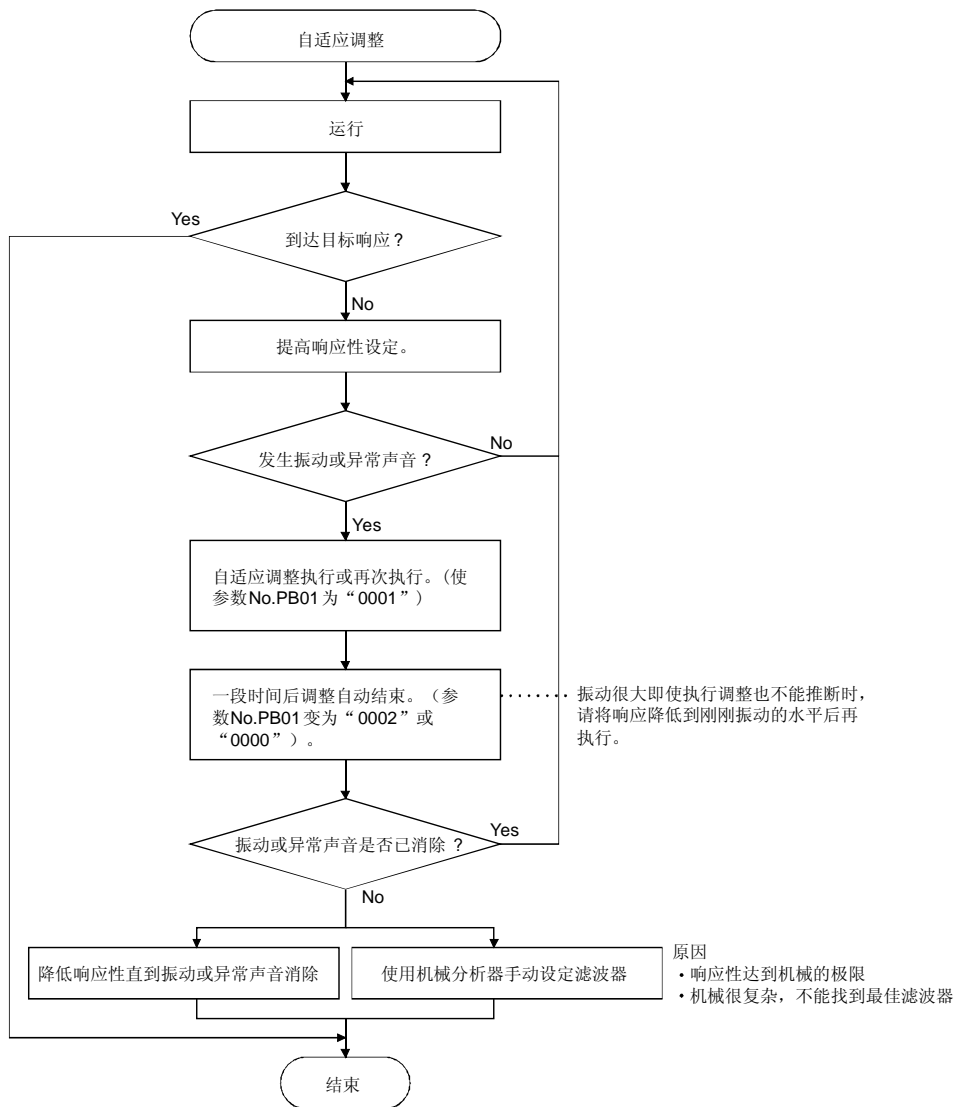 自适应调整
运行
Yes
到达目标响应？
No
提高响应性设定。
No
发生振动或异常声音？
Yes
自适应调整执行或再次执行。(使
参数No.PB01为“0001”)
一段时间后调整自动结束。（参
数No.PB01变为“0002”或
“0000”）。
振动很大即使执行调整也不能推断时，
请将响应降低到刚刚振动的水平后再
执行。
Yes
振动或异常声音是否已消除？
No
降低响应性直到振动或异常声音消除
使用机械分析器手动设定滤波器
原因
・响应性达到机械的极限
・机械很复杂，不能找到最佳滤波器
结束